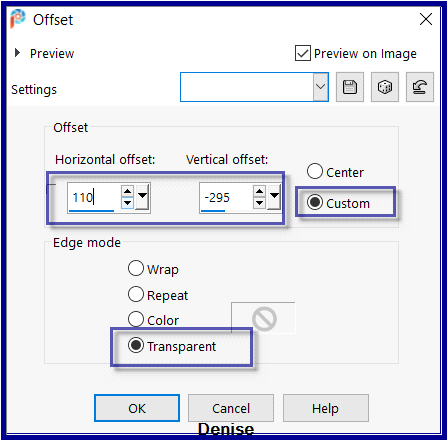 Offset
Preview
Preview on Image
Settings
Offset
Horizontal offset: Vertical offset:
110 -295
Center
Custom
Edge mode
Wrap
Repeat
Color
Transparent
OK Cancel Help
Denise